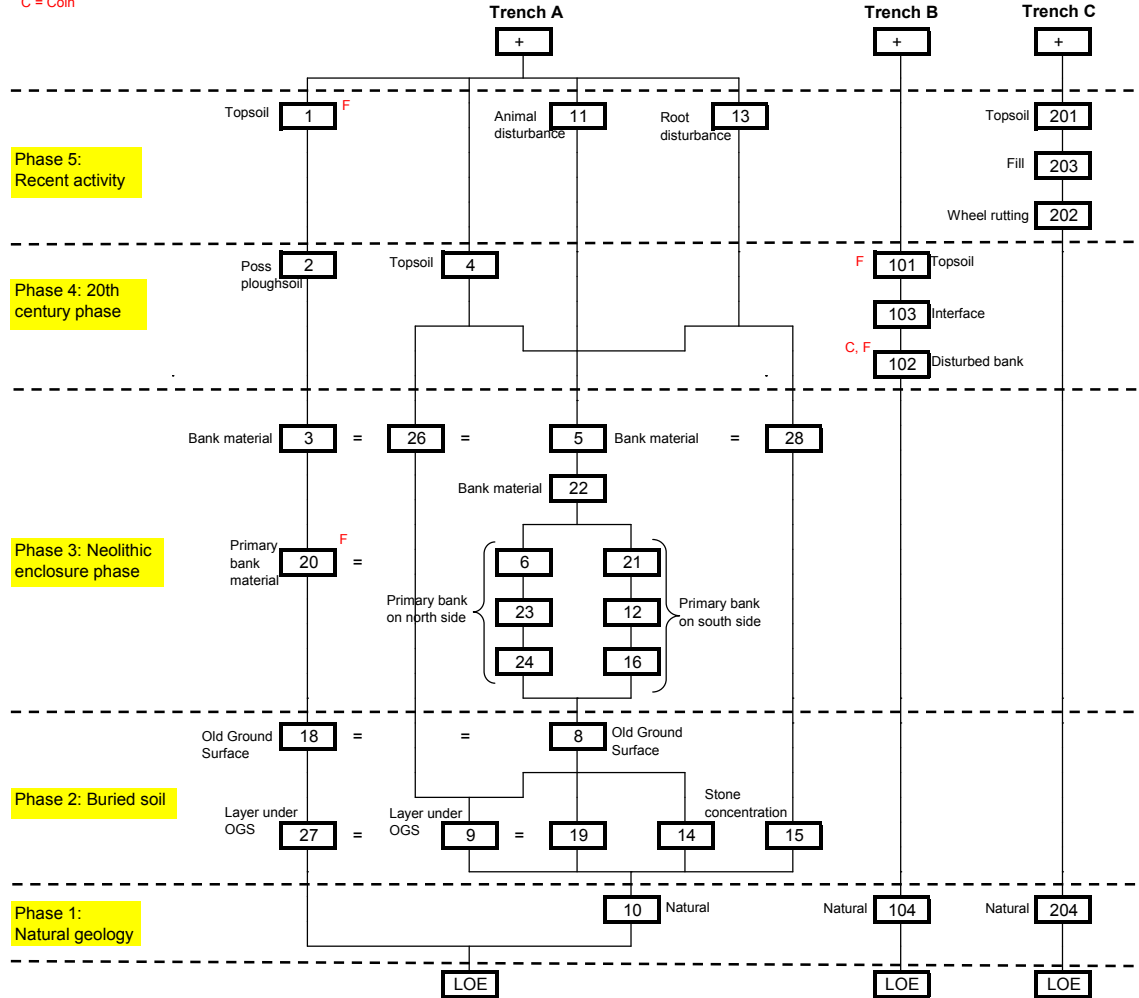 C = Coin
Trench A
Trench B
Trench C
+
+
+
Topsoil
1
F
Animal
disturbance
11
Root
disturbance
13
Topsoil
201
Phase 5:
Recent activity
Fill
203
Wheel rutting
202
Poss
ploughsoil
2
Topsoil
4
F
101
Topsoil
Phase 4: 20th
century phase
103
Interface
C, F
102
Disturbed bank
Bank material
3
=
26
=
5
Bank material
=
28
Bank material
22
Phase 3: Neolithic
enclosure phase
Primary
bank
material
20
F
=
6
21
Primary bank
on north side
23
12
Primary bank
on south side
24
16
Old Ground
Surface
18
=
=
8
Old Ground
Surface
Phase 2: Buried soil
Layer under
OGS
27
=
Layer under
OGS
9
=
19
14
Stone
concentration
15
Phase 1:
Natural geology
10
Natural
Natural
104
Natural
204
LOE
LOE
LOE